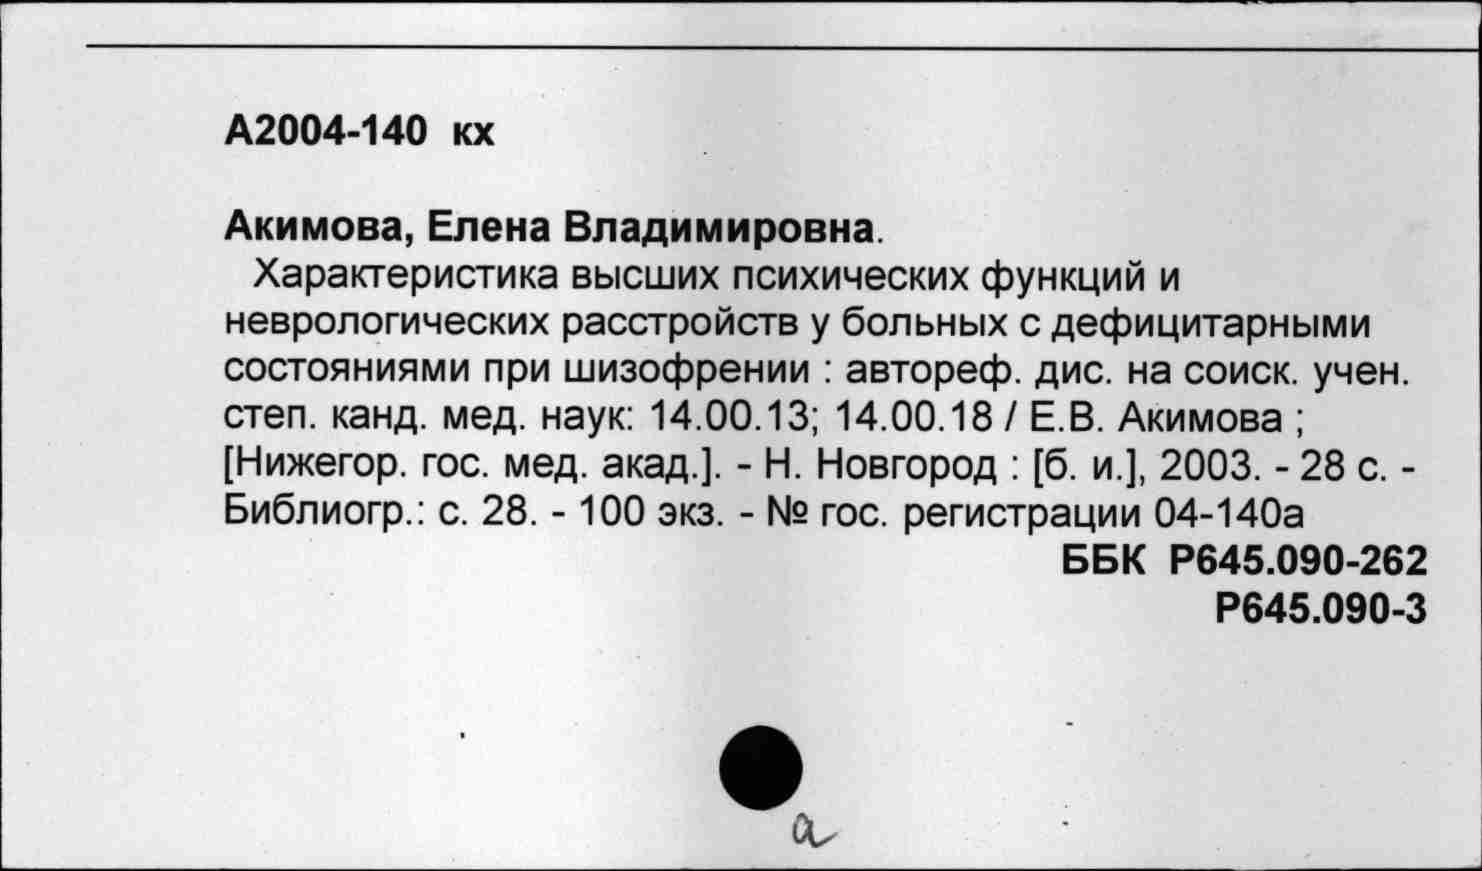 А2004-140 кх
Акимова, Елена Владимировна.
Характеристика высших психических функций и
неврологических расстройств у больных с дефицитарными
состояниями при шизофрении : автореф. дис. на соиск. учен.
степ. канд. мед. наук: 14.00.13; 14.00.18 / Е.В. Акимова ;
[Нижегор. гос. мед. акад.]. - Н. Новгород : [б. и.], 2003. - 28 с. -
Библиогр.: с. 28. - 100 экз. - № гос. регистрации 04-140а
ББК Р645.090-262
Р645.090-3
а